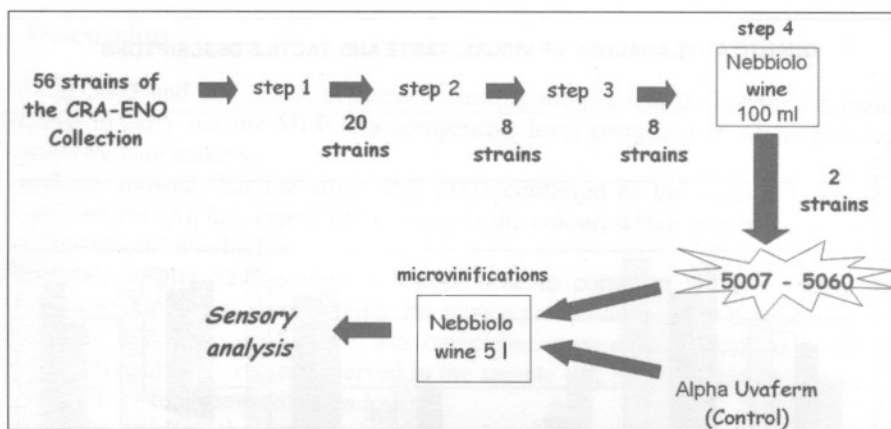 56 strains of
the CRA-ENO
Collection
step 1
20
strains
step 2
8
strains
step 3
8
strains
step 4
Nebbiolo
wine
100 ml
2
strains
5007 - 5060
microvinifications
Nebbiolo
wine 5 l
Sensory
analysis
Alpha Uvaferm
(Control)